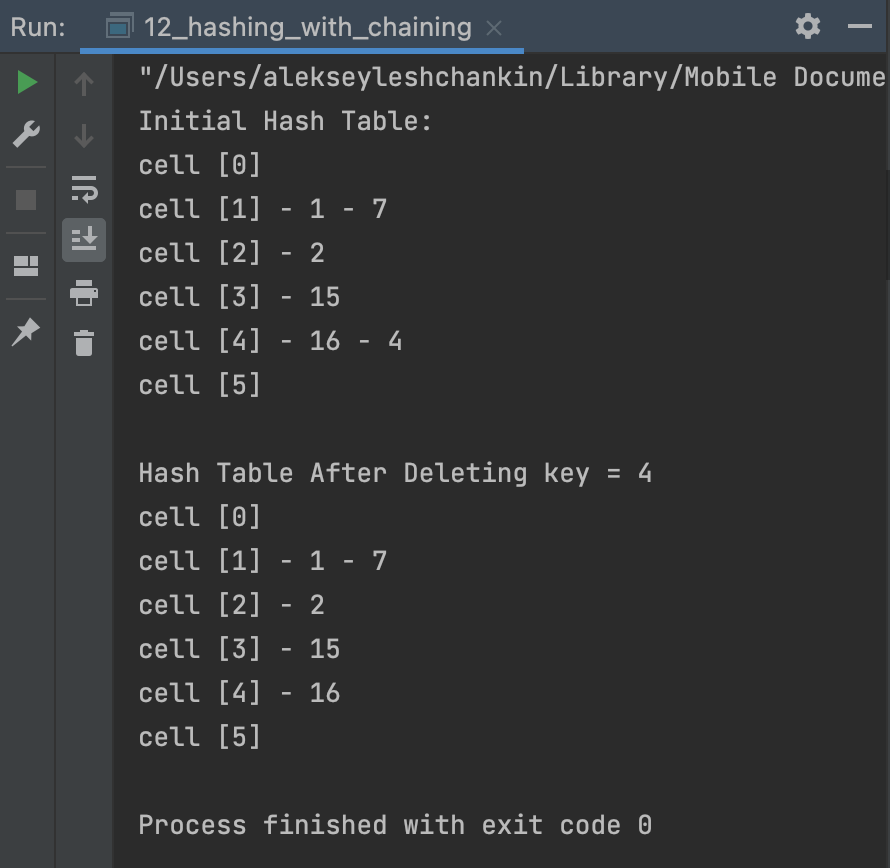 Run: 12_hashing_with_chaining
"/Users/alekseyleshchankin/Library/Mobile Docume
Initial Hash Table:
cell [0]
cell [1] - 1 - 7
cell [2] - 2
cell [3] - 15
cell [4] - 16 - 4
cell [5]
Hash Table After Deleting key = 4
cell [0]
cell [1] - 1 - 7
cell [2] - 2
cell [3] - 15
cell [4] - 16
cell [5]
Process finished with exit code 0